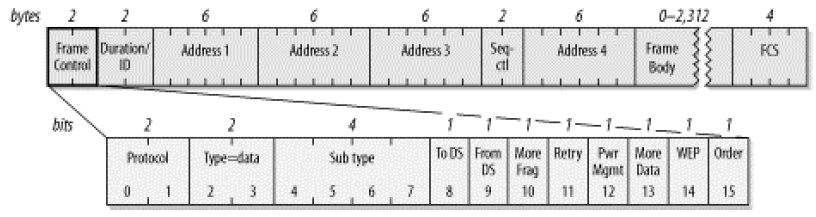 bytes 2 2 6 6 6 2 6 0–2,312 4
Frame Control Duration/ ID Address 1 Address 2 Address 3 Seq- ctl Address 4 Frame Body FCS
bits 2 2 4 1 1 1 1 1 1 1 1
Protocol Type=data Sub type To DS From DS More Frag Retry Pwr Mgmt More Data WEP Order
0 1 2 3 4 5 6 7 8 9 10 11 12 13 14 15